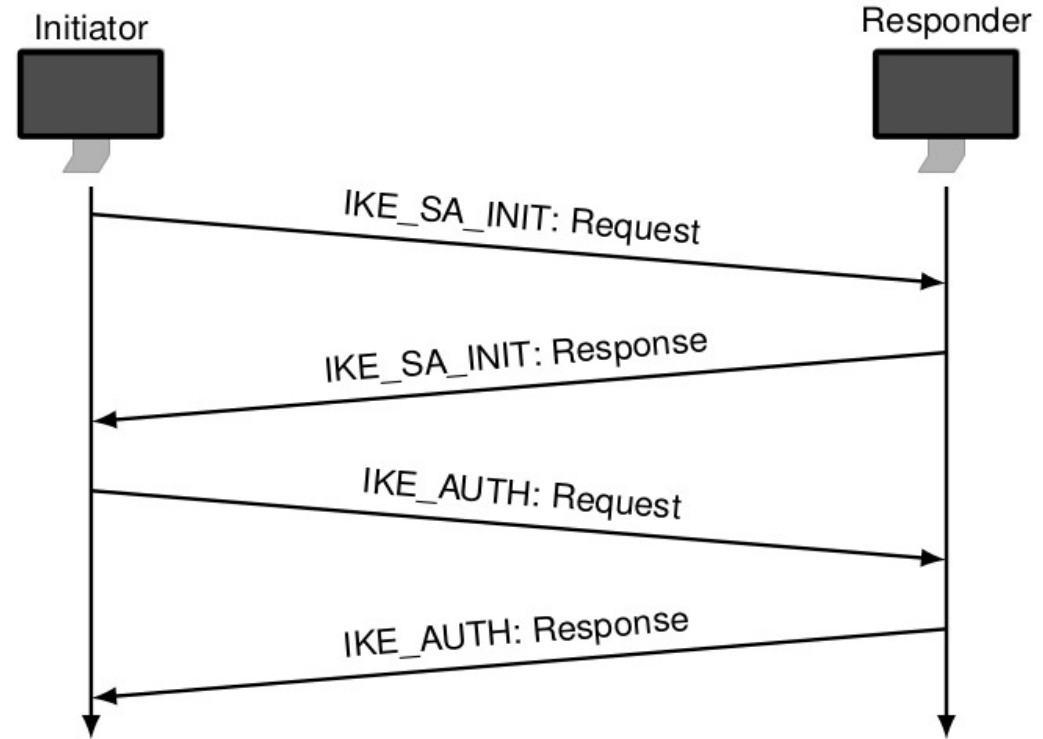 Initiator
Responder
IKE_SA_INIT: Request
IKE_SA_INIT: Response
IKE_AUTH: Request
IKE_AUTH: Response